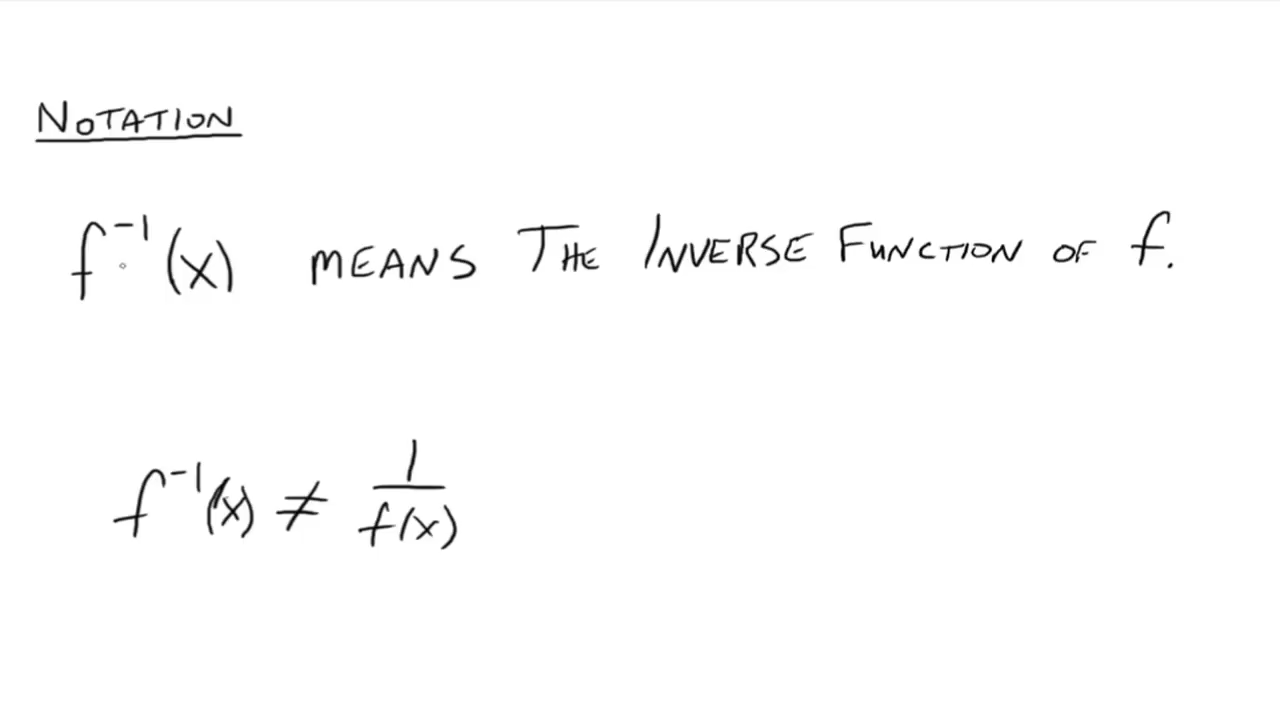 NOTATION
f⁻¹(x) MEANS THE INVERSE FUNCTION OF f.
f⁻¹(x) ≠ 1/f(x)